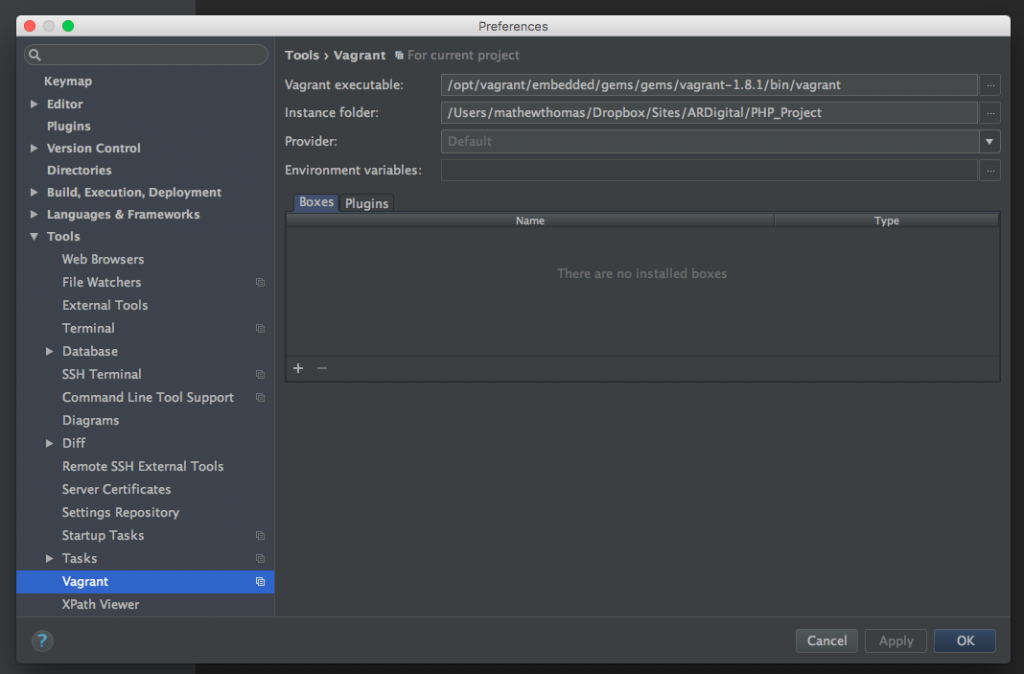 Preferences
Keymap
Editor
Plugins
Version Control
Directories
Build, Execution, Deployment
Languages & Frameworks
Tools
Web Browsers
File Watchers
External Tools
Terminal
Database
SSH Terminal
Command Line Tool Support
Diagrams
Diff
Remote SSH External Tools
Server Certificates
Settings Repository
Startup Tasks
Tasks
Vagrant
XPath Viewer
Tools › Vagrant For current project
Vagrant executable: /opt/vagrant/embedded/gems/gems/vagrant-1.8.1/bin/vagrant ...
Instance folder: /Users/mathewthomas/Dropbox/Sites/ARDigital/PHP_Project ...
Provider: Default
Environment variables: ...
Boxes Plugins
Name Type
There are no installed boxes
+ −
? Cancel Apply OK